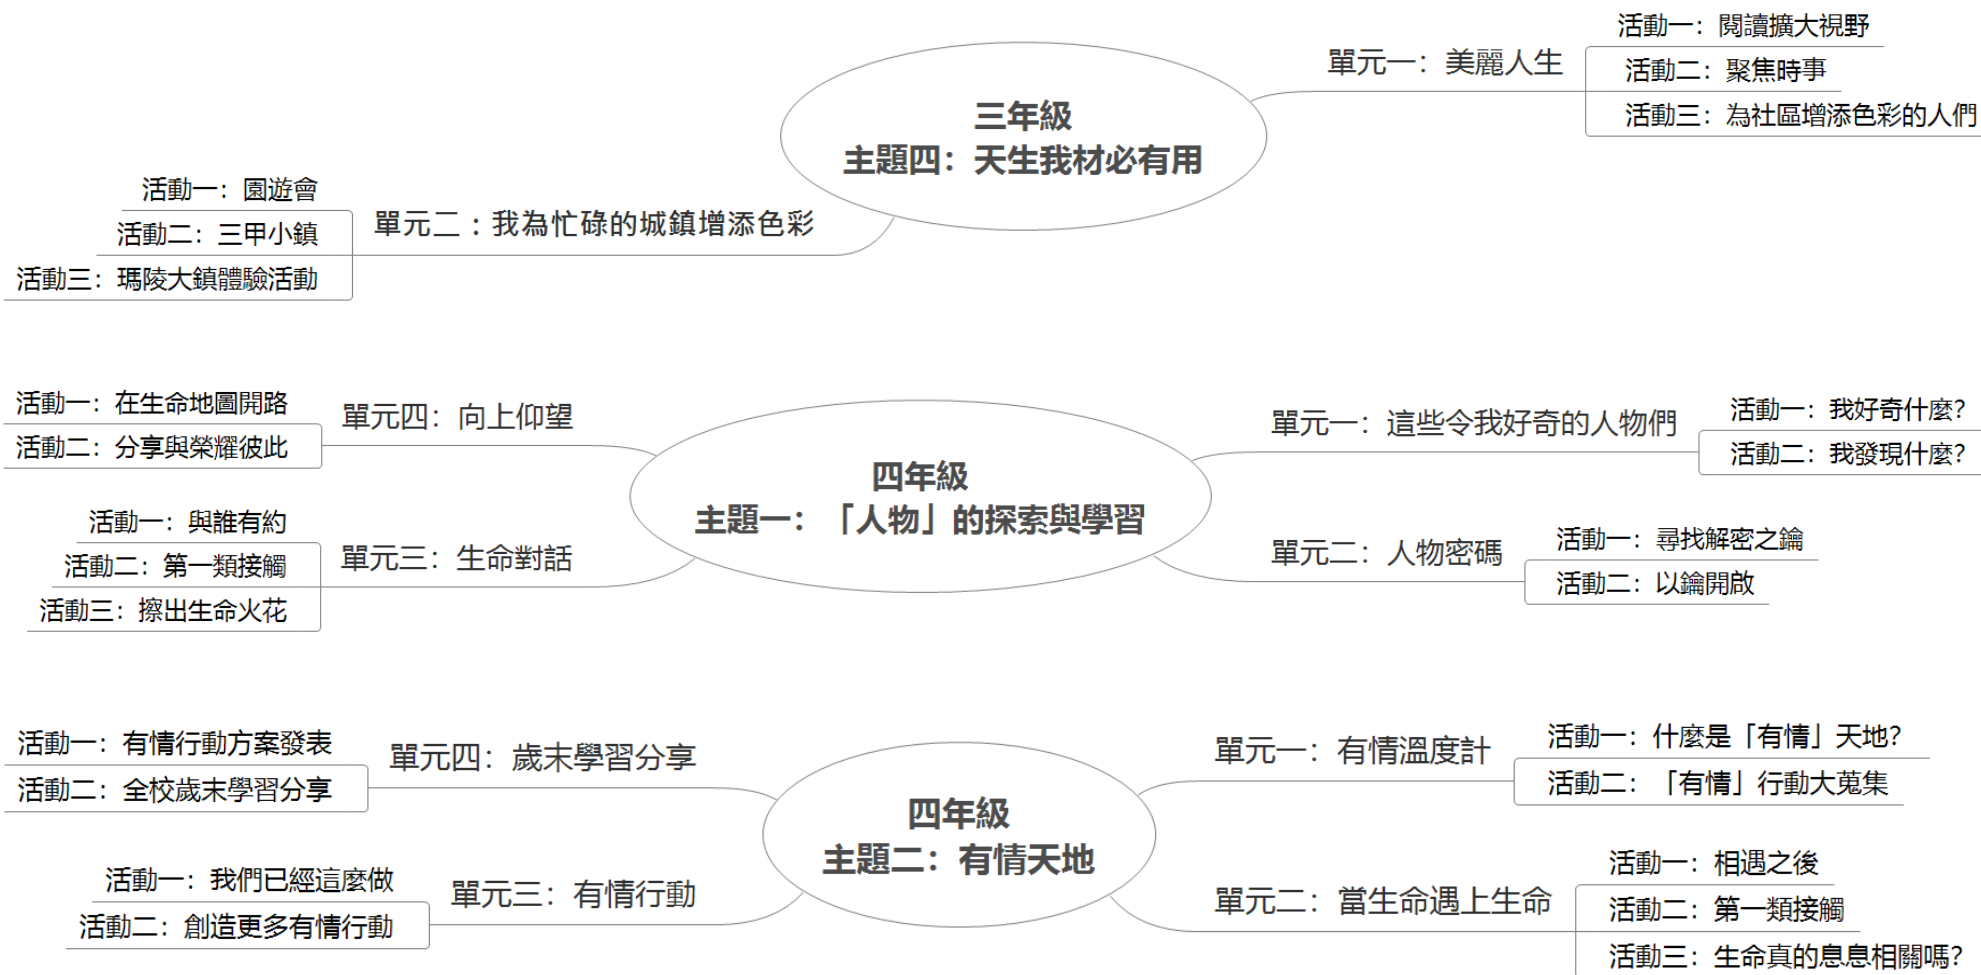 三年級
主題四：天生我材必有用
單元一：美麗人生
活動一：閱讀擴大視野
活動二：聚焦時事
活動三：為社區增添色彩的人們
單元二：我為忙碌的城鎮增添色彩
活動一：園遊會
活動二：三甲小鎮
活動三：瑪陵大鎮體驗活動
四年級
主題一：「人物」的探索與學習
單元一：這些令我好奇的人物們
活動一：我好奇什麼？
活動二：我發現什麼？
單元二：人物密碼
活動一：尋找解密之鑰
活動二：以鑰開啟
單元三：生命對話
活動一：與誰有約
活動二：第一類接觸
活動三：擦出生命火花
單元四：向上仰望
活動一：在生命地圖開路
活動二：分享與榮耀彼此
四年級
主題二：有情天地
單元一：有情溫度計
活動一：什麼是「有情」天地？
活動二：「有情」行動大蒐集
單元二：當生命遇上生命
活動一：相遇之後
活動二：第一類接觸
活動三：生命真的息息相關嗎？
單元三：有情行動
活動一：我們已經這麼做
活動二：創造更多有情行動
單元四：歲末學習分享
活動一：有情行動方案發表
活動二：全校歲末學習分享